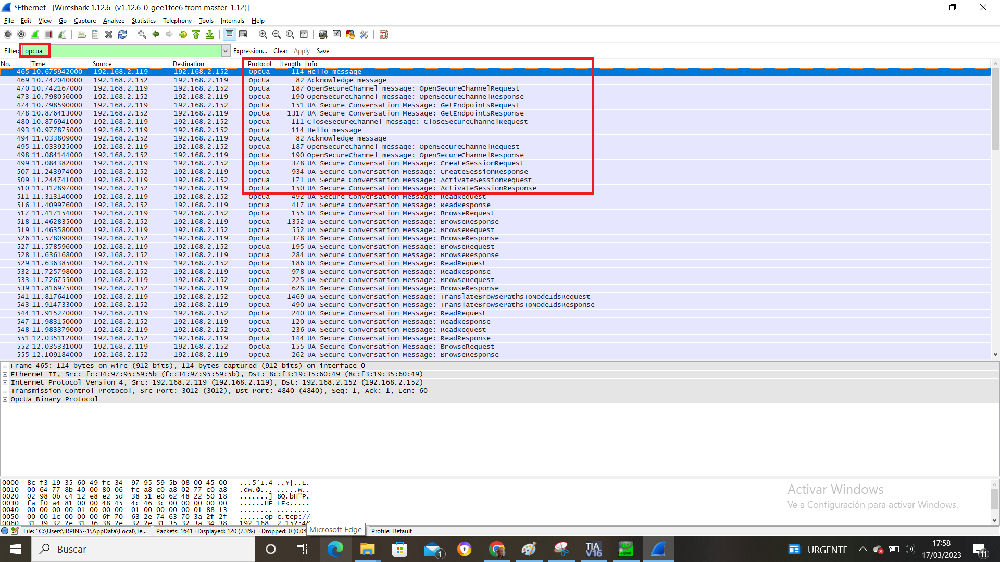 *Ethernet   [Wireshark 1.12.6  (v1.12.6-0-gee1fce6 from master-1.12)]
File  Edit  View  Go  Capture  Analyze  Statistics  Telephony  Tools  Internals  Help
Filter: opcua  Expression...  Clear  Apply  Save
No.  Time  Source  Destination  Protocol  Length  Info
465 10.675942000 192.168.2.119 192.168.2.152 OpcUa 114 Hello message
469 10.742040000 192.168.2.152 192.168.2.119 OpcUa 82 Acknowledge message
470 10.742167000 192.168.2.119 192.168.2.152 OpcUa 187 OpenSecureChannel message: OpenSecureChannelRequest
473 10.798056000 192.168.2.152 192.168.2.119 OpcUa 190 OpenSecureChannel message: OpenSecureChannelResponse
474 10.798590000 192.168.2.119 192.168.2.152 OpcUa 151 UA Secure Conversation Message: GetEndpointsRequest
478 10.876413000 192.168.2.152 192.168.2.119 OpcUa 1317 UA Secure Conversation Message: GetEndpointsResponse
480 10.876941000 192.168.2.119 192.168.2.152 OpcUa 111 CloseSecureChannel message: CloseSecureChannelRequest
493 10.977875000 192.168.2.119 192.168.2.152 OpcUa 114 Hello message
494 11.033809000 192.168.2.152 192.168.2.119 OpcUa 82 Acknowledge message
495 11.033925000 192.168.2.119 192.168.2.152 OpcUa 187 OpenSecureChannel message: OpenSecureChannelRequest
498 11.084144000 192.168.2.152 192.168.2.119 OpcUa 190 OpenSecureChannel message: OpenSecureChannelResponse
499 11.084382000 192.168.2.119 192.168.2.152 OpcUa 378 UA Secure Conversation Message: CreateSessionRequest
507 11.243974000 192.168.2.152 192.168.2.119 OpcUa 934 UA Secure Conversation Message: CreateSessionResponse
509 11.244741000 192.168.2.119 192.168.2.152 OpcUa 171 UA Secure Conversation Message: ActivateSessionRequest
510 11.312897000 192.168.2.152 192.168.2.119 OpcUa 150 UA Secure Conversation Message: ActivateSessionResponse
511 11.313140000 192.168.2.119 192.168.2.152 OpcUa 492 UA Secure Conversation Message: ReadRequest
516 11.409976000 192.168.2.152 192.168.2.119 OpcUa 417 UA Secure Conversation Message: ReadResponse
517 11.417154000 192.168.2.119 192.168.2.152 OpcUa 155 UA Secure Conversation Message: BrowseRequest
518 11.462835000 192.168.2.152 192.168.2.119 OpcUa 1352 UA Secure Conversation Message: BrowseResponse
519 11.463580000 192.168.2.119 192.168.2.152 OpcUa 552 UA Secure Conversation Message: BrowseRequest
526 11.578090000 192.168.2.152 192.168.2.119 OpcUa 378 UA Secure Conversation Message: BrowseResponse
527 11.578596000 192.168.2.119 192.168.2.152 OpcUa 195 UA Secure Conversation Message: BrowseRequest
528 11.636168000 192.168.2.152 192.168.2.119 OpcUa 284 UA Secure Conversation Message: BrowseResponse
529 11.636385000 192.168.2.119 192.168.2.152 OpcUa 186 UA Secure Conversation Message: ReadRequest
532 11.725798000 192.168.2.152 192.168.2.119 OpcUa 978 UA Secure Conversation Message: ReadResponse
533 11.726755000 192.168.2.119 192.168.2.152 OpcUa 225 UA Secure Conversation Message: BrowseRequest
539 11.816975000 192.168.2.152 192.168.2.119 OpcUa 628 UA Secure Conversation Message: BrowseResponse
541 11.817641000 192.168.2.119 192.168.2.152 OpcUa 1469 UA Secure Conversation Message: TranslateBrowsePathsToNodeIdsRequest
543 11.914733000 192.168.2.152 192.168.2.119 OpcUa 490 UA Secure Conversation Message: TranslateBrowsePathsToNodeIdsResponse
544 11.915270000 192.168.2.119 192.168.2.152 OpcUa 240 UA Secure Conversation Message: ReadRequest
547 11.983150000 192.168.2.152 192.168.2.119 OpcUa 120 UA Secure Conversation Message: ReadResponse
548 11.983379000 192.168.2.119 192.168.2.152 OpcUa 236 UA Secure Conversation Message: ReadRequest
551 12.035112000 192.168.2.152 192.168.2.119 OpcUa 144 UA Secure Conversation Message: ReadResponse
552 12.035331000 192.168.2.119 192.168.2.152 OpcUa 155 UA Secure Conversation Message: BrowseRequest
555 12.109184000 192.168.2.152 192.168.2.119 OpcUa 262 UA Secure Conversation Message: BrowseResponse
Frame 465: 114 bytes on wire (912 bits), 114 bytes captured (912 bits) on interface 0
Ethernet II, Src: fc:34:97:95:59:5b (fc:34:97:95:59:5b), Dst: 8c:f3:19:35:60:49 (8c:f3:19:35:60:49)
Internet Protocol Version 4, Src: 192.168.2.119 (192.168.2.119), Dst: 192.168.2.152 (192.168.2.152)
Transmission Control Protocol, Src Port: 3012 (3012), Dst Port: 4840 (4840), Seq: 1, Ack: 1, Len: 60
OpcUa Binary Protocol
0000  8c f3 19 35 60 49 fc 34  97 95 59 5b 08 00 45 00   ...5`I.4 ..Y[..E.
0010  00 64 77 8b 40 00 80 06  fc a8 c0 a8 02 77 c0 a8   .dw.@... .....w..
0020  02 98 0b c4 12 e8 e2 5d  38 51 e0 62 48 22 50 18   .......] 8Q.bH"P.
0030  fa f0 a4 81 00 00 48 45  4c 46 3c 00 00 00 00 00   ......HE LF<.....
0040  00 00 00 00 01 00 00 00  01 00 00 00 00 01 88 13   ........ ........
0050  00 00 1c 00 00 00 6f 70  63 2e 74 63 70 3a 2f 2f   ......op c.tcp://
0060  31 39 32 2e 31 36 38 2e  32 2e 31 35 32 3a 34 38   192.168. 2.152:48
Activar Windows
Ve a Configuración para activar Windows.
File: "C:\Users\IRPINS~1\AppData\Local\Te...  Packets: 1641 · Displayed: 120 (7.3%)  · Dropped: 0 (0.0%  Profile: Default
Microsoft Edge
Buscar
1
TIA V16
UA expert
URGENTE
17:58
17/03/2023
11